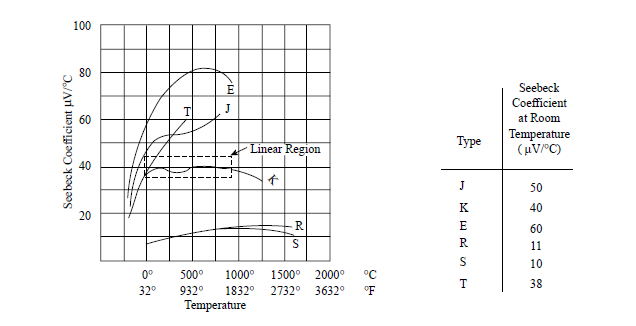 100
80
60
40
20
Seebeck Coefficient µV/°C
E
T
J
Linear Region
K
R
S
0° 500° 1000° 1500° 2000° °C
32° 932° 1832° 2732° 3632° °F
Temperature
Type
Seebeck
Coefficient
at Room
Temperature
(µV/°C)
J 50
K 40
E 60
R 11
S 10
T 38